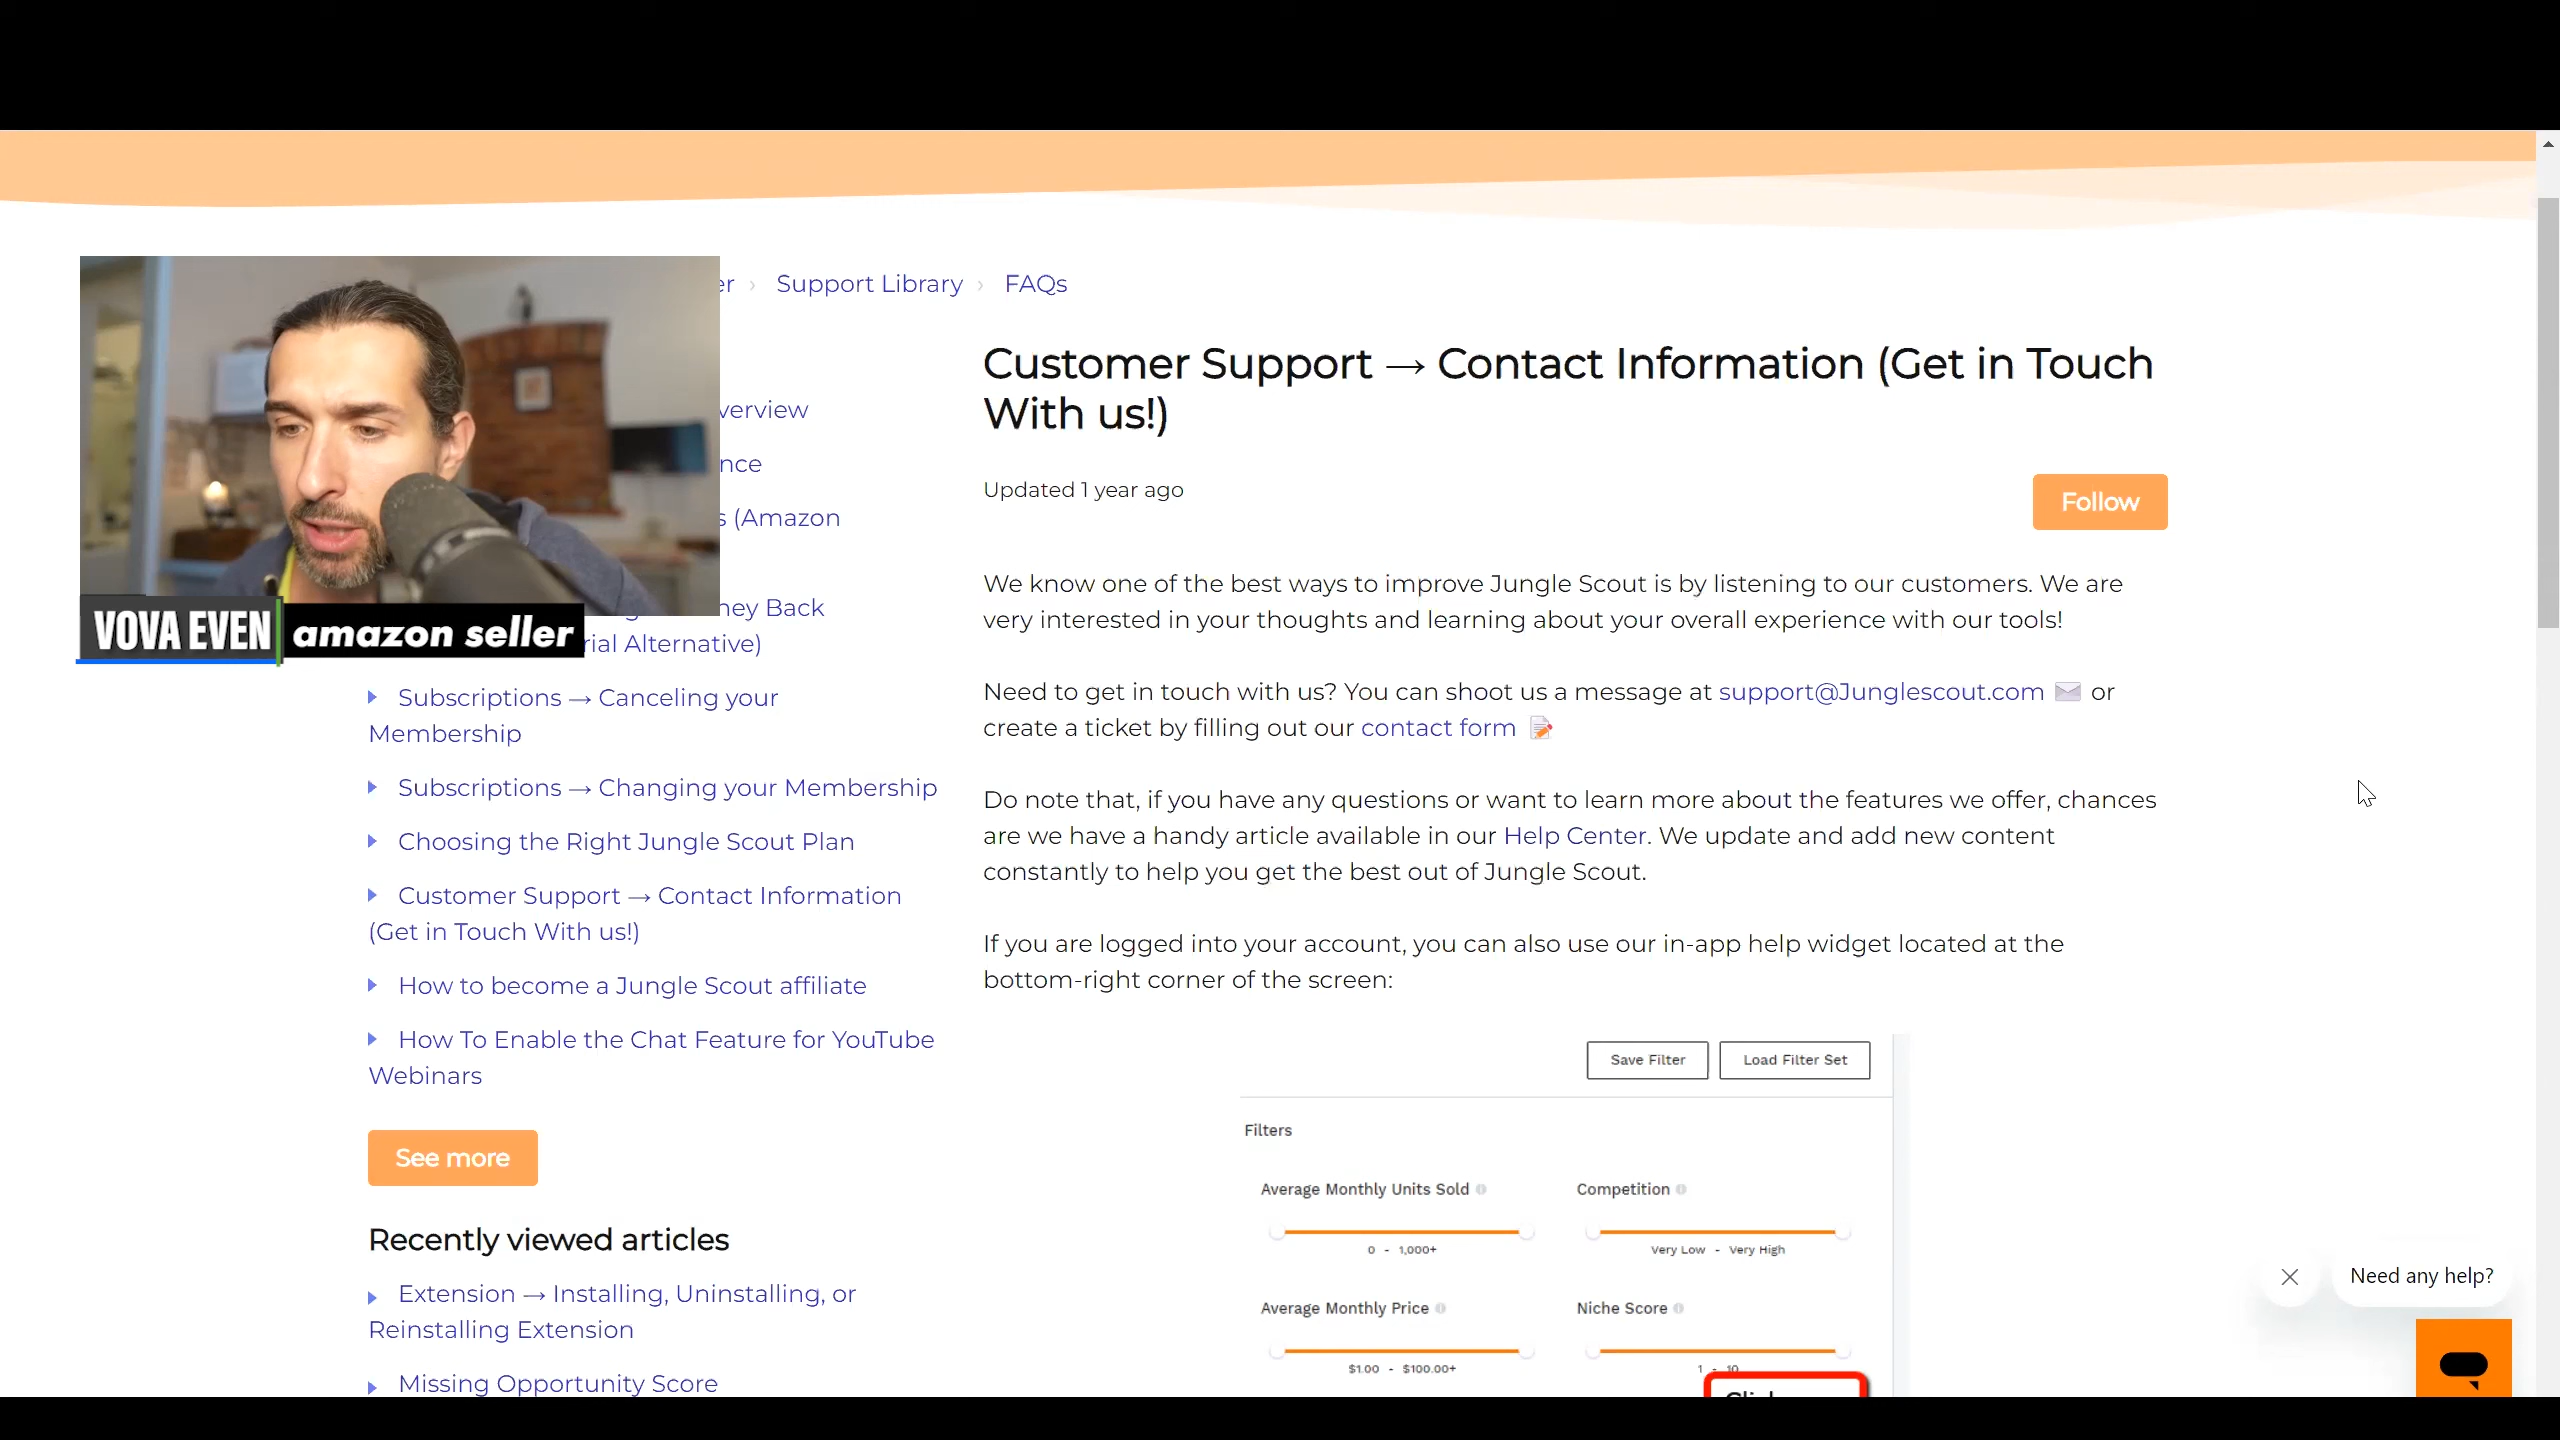 Support Library › FAQs
Customer Support → Contact Information (Get in Touch
With us!)
Updated 1 year ago
Follow
We know one of the best ways to improve Jungle Scout is by listening to our customers. We are
very interested in your thoughts and learning about your overall experience with our tools!
Need to get in touch with us? You can shoot us a message at support@Junglescout.com or
create a ticket by filling out our contact form
Do note that, if you have any questions or want to learn more about the features we offer, chances
are we have a handy article available in our Help Center. We update and add new content
constantly to help you get the best out of Jungle Scout.
If you are logged into your account, you can also use our in-app help widget located at the
bottom-right corner of the screen:
Save Filter
Load Filter Set
Filters
Average Monthly Units Sold
0 - 1,000+
Competition
Very Low - Very High
Average Monthly Price
$1.00 - $100.00+
Niche Score
1 - 10
VOVA EVEN
amazon seller
(Amazon
Back
Alternative)
Subscriptions → Canceling your
Membership
Subscriptions → Changing your Membership
Choosing the Right Jungle Scout Plan
Customer Support → Contact Information
(Get in Touch With us!)
How to become a Jungle Scout affiliate
How To Enable the Chat Feature for YouTube
Webinars
See more
Recently viewed articles
Extension → Installing, Uninstalling, or
Reinstalling Extension
Missing Opportunity Score
Need any help?